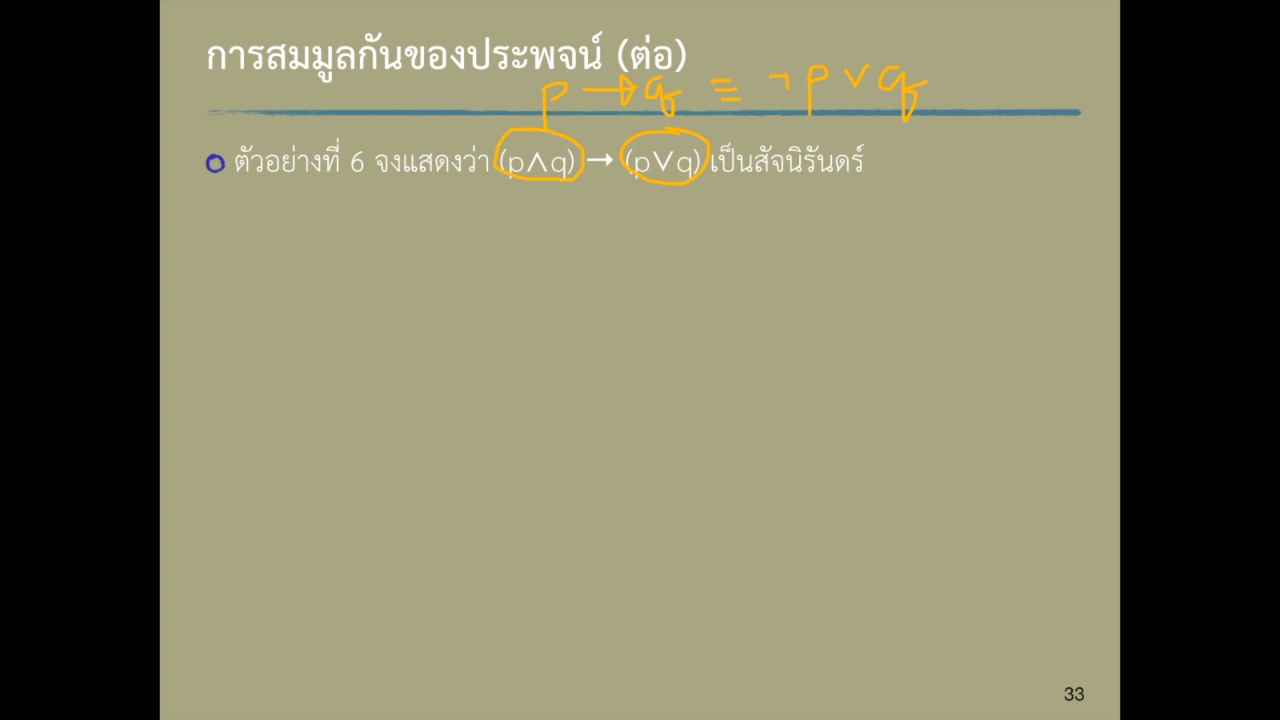 การสมมูลกันของประพจน์ (ต่อ)
p → q ≡ ¬p ∨ q
ตัวอย่างที่ 6 จงแสดงว่า (p∧q) → (p∨q) เป็นสัจนิรันดร์
33